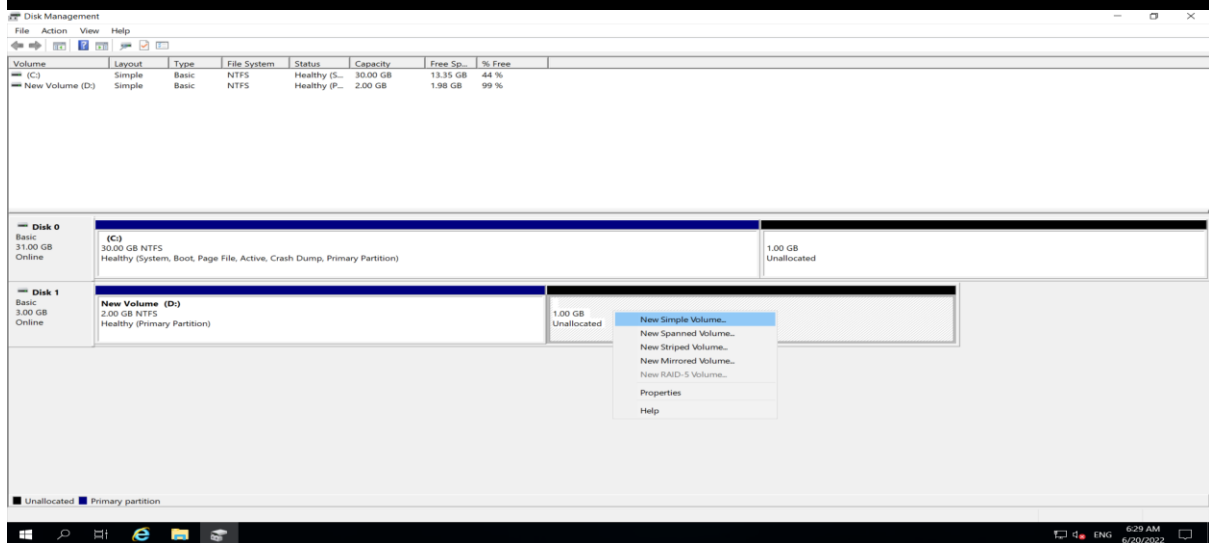 Disk Management
File Action View Help
Volume Layout Type File System Status Capacity Free Sp... % Free
(C:) Simple Basic NTFS Healthy (S... 30.00 GB 13.35 GB 44 %
New Volume (D:) Simple Basic NTFS Healthy (P... 2.00 GB 1.98 GB 99 %
Disk 0
Basic
31.00 GB
Online
(C:)
30.00 GB NTFS
Healthy (System, Boot, Page File, Active, Crash Dump, Primary Partition)
1.00 GB
Unallocated
Disk 1
Basic
3.00 GB
Online
New Volume (D:)
2.00 GB NTFS
Healthy (Primary Partition)
1.00 GB
Unallocated
New Simple Volume...
New Spanned Volume...
New Striped Volume...
New Mirrored Volume...
New RAID-5 Volume...
Properties
Help
Unallocated Primary partition
ENG
6:29 AM
6/20/2022